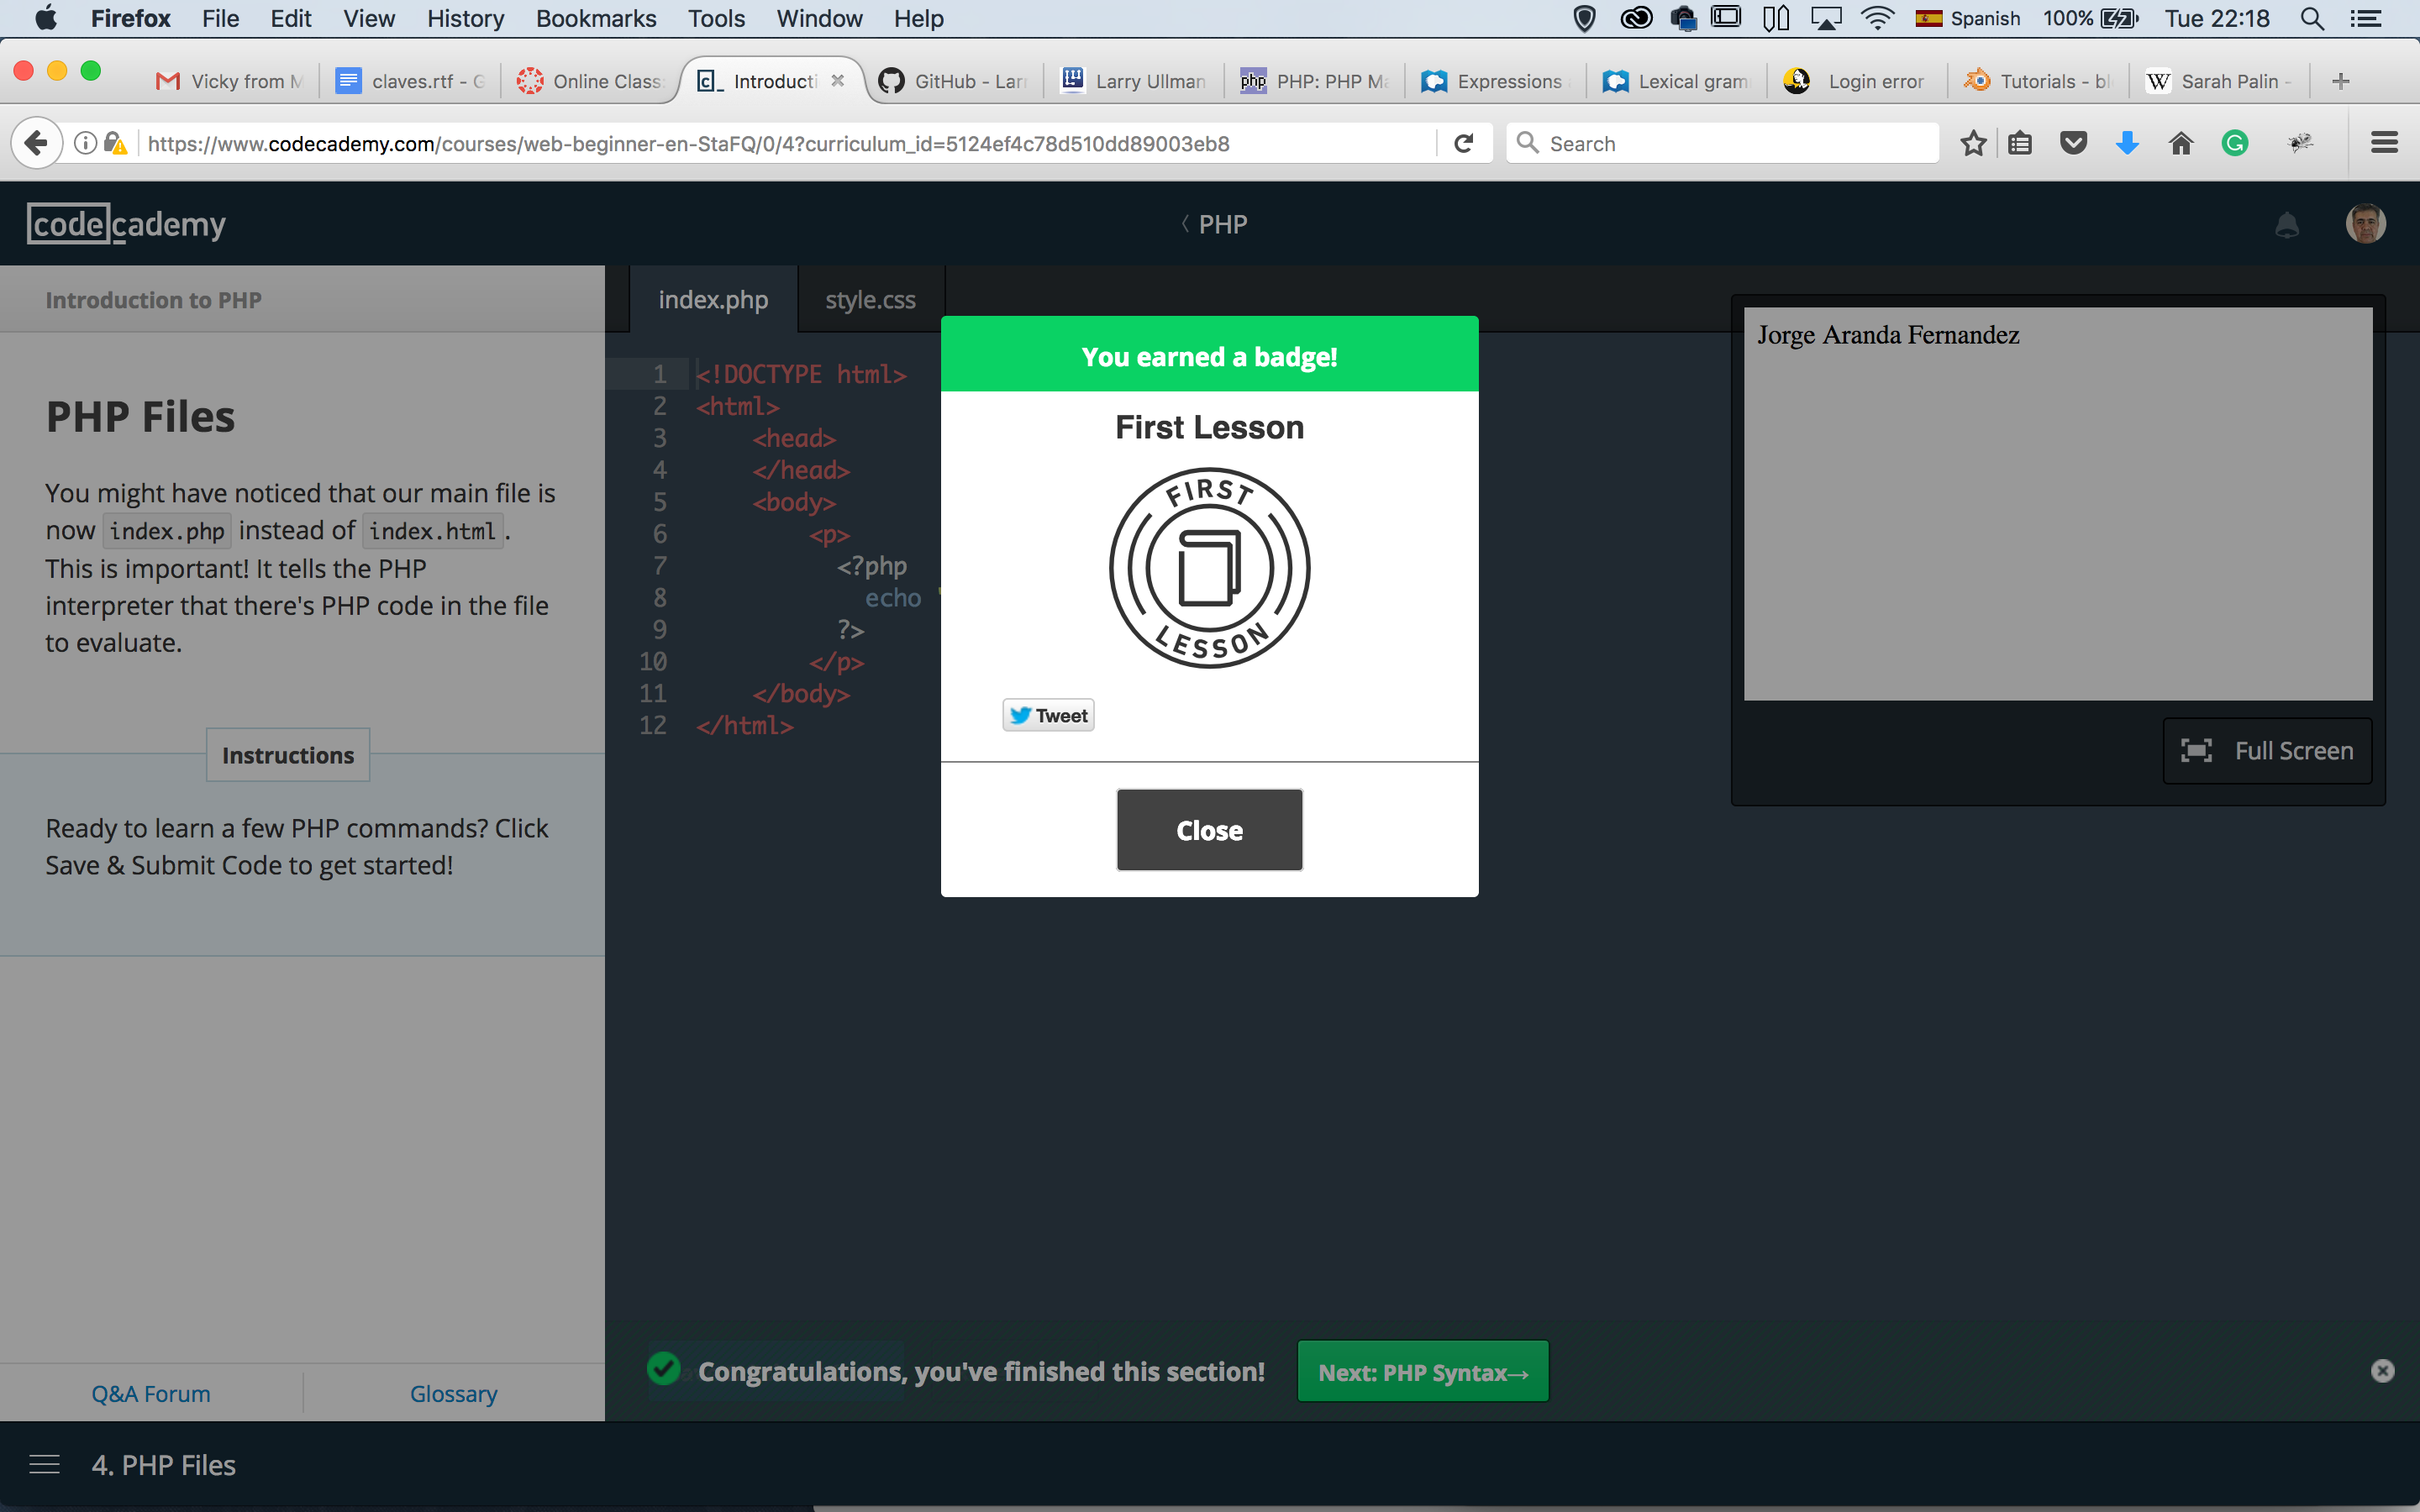 Firefox File Edit View History Bookmarks Tools Window Help Spanish 100% Tue 22:18
Vicky from claves.rtf - Online Class Introducti GitHub - Larr Larry Ullman PHP: PHP Ma Expressions Lexical gram Login error Tutorials - bl Sarah Palin -
https://www.codecademy.com/courses/web-beginner-en-StaFQ/0/4?curriculum_id=5124ef4c78d510dd89003eb8 Search
codecademy
PHP
Introduction to PHP
PHP Files
You might have noticed that our main file is
now index.php instead of index.html.
This is important! It tells the PHP
interpreter that there's PHP code in the file
to evaluate.
Instructions
Ready to learn a few PHP commands? Click
Save & Submit Code to get started!
Q&A Forum Glossary
index.php style.css
1 <!DOCTYPE html>
2 <html>
3 <head>
4 </head>
5 <body>
6 <p>
7 <?php
8 echo
9 ?>
10 </p>
11 </body>
12 </html>
You earned a badge!
First Lesson
FIRST
LESSON
Tweet
Close
Jorge Aranda Fernandez
Full Screen
Congratulations, you've finished this section! Next: PHP Syntax→
4. PHP Files